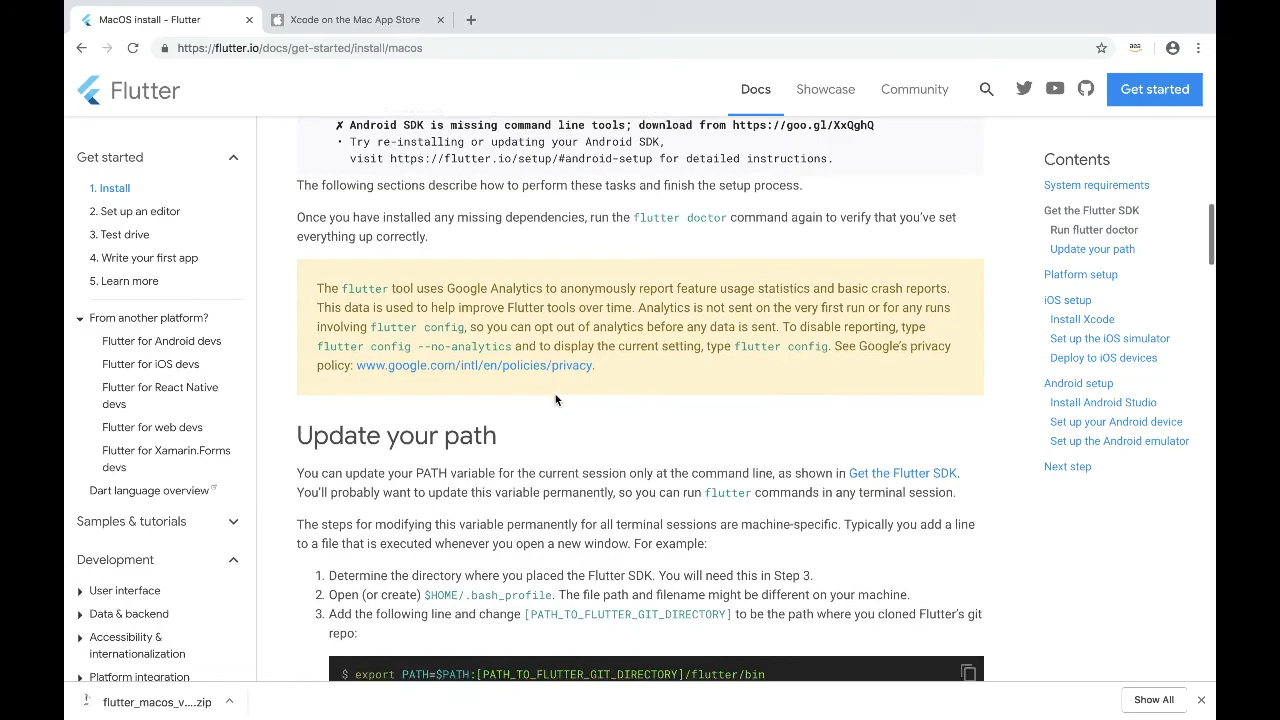 MacOS install - Flutter
Xcode on the Mac App Store
https://flutter.io/docs/get-started/install/macos
Flutter
Docs
Showcase
Community
Get started
Get started
1. Install
2. Set up an editor
3. Test drive
4. Write your first app
5. Learn more
From another platform?
Flutter for Android devs
Flutter for iOS devs
Flutter for React Native
devs
Flutter for web devs
Flutter for Xamarin.Forms
devs
Dart language overview
Samples & tutorials
Development
User interface
Data & backend
Accessibility &
internationalization
Platform integration
✗ Android SDK is missing command line tools; download from https://goo.gl/XxQghQ
• Try re-installing or updating your Android SDK,
visit https://flutter.io/setup/#android-setup for detailed instructions.
The following sections describe how to perform these tasks and finish the setup process.
Once you have installed any missing dependencies, run the flutter doctor command again to verify that you've set
everything up correctly.
The flutter tool uses Google Analytics to anonymously report feature usage statistics and basic crash reports.
This data is used to help improve Flutter tools over time. Analytics is not sent on the very first run or for any runs
involving flutter config, so you can opt out of analytics before any data is sent. To disable reporting, type
flutter config --no-analytics and to display the current setting, type flutter config. See Google's privacy
policy: www.google.com/intl/en/policies/privacy.
Update your path
You can update your PATH variable for the current session only at the command line, as shown in Get the Flutter SDK.
You'll probably want to update this variable permanently, so you can run flutter commands in any terminal session.
The steps for modifying this variable permanently for all terminal sessions are machine-specific. Typically you add a line
to a file that is executed whenever you open a new window. For example:
1. Determine the directory where you placed the Flutter SDK. You will need this in Step 3.
2. Open (or create) $HOME/.bash_profile. The file path and filename might be different on your machine.
3. Add the following line and change [PATH_TO_FLUTTER_GIT_DIRECTORY] to be the path where you cloned Flutter's git
repo:
$ export PATH=$PATH:[PATH_TO_FLUTTER_GIT_DIRECTORY]/flutter/bin
Contents
System requirements
Get the Flutter SDK
Run flutter doctor
Update your path
Platform setup
iOS setup
Install Xcode
Set up the iOS simulator
Deploy to iOS devices
Android setup
Install Android Studio
Set up your Android device
Set up the Android emulator
Next step
flutter_macos_v....zip
Show All